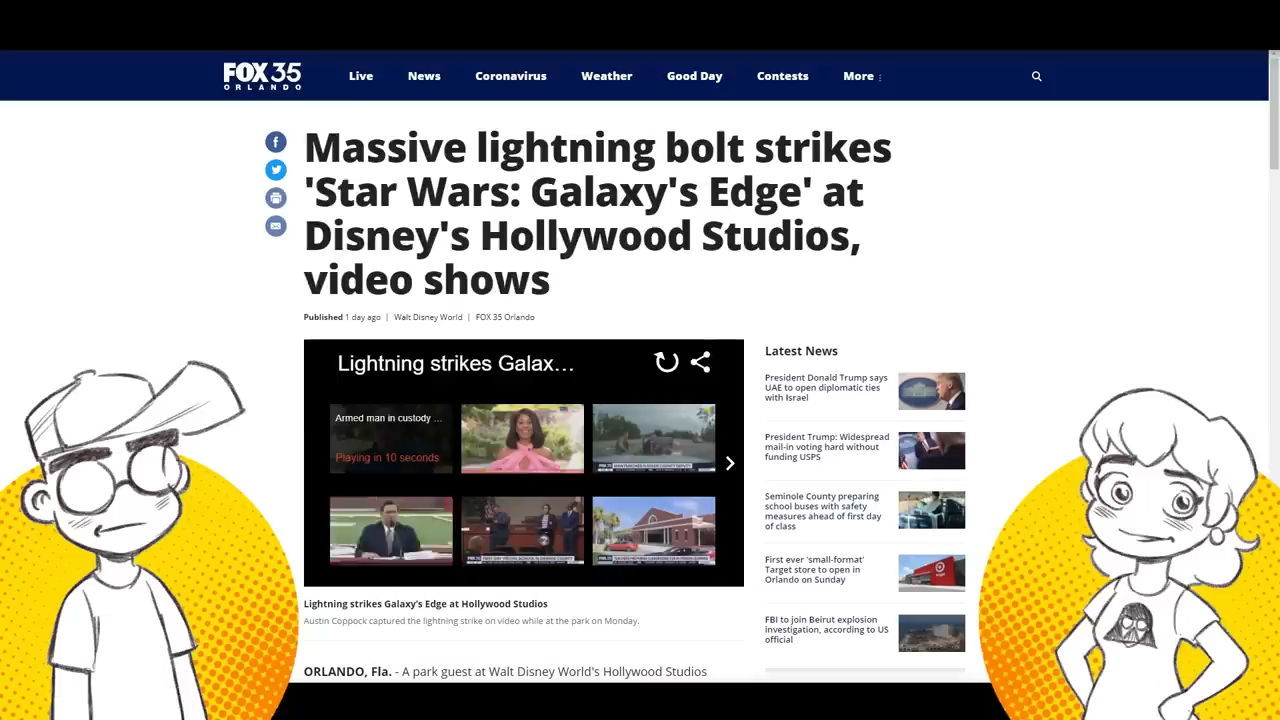 FOX 35
ORLANDO
Live
News
Coronavirus
Weather
Good Day
Contests
More
Massive lightning bolt strikes
'Star Wars: Galaxy's Edge' at
Disney's Hollywood Studios,
video shows
Published 1 day ago | Walt Disney World | FOX 35 Orlando
Lightning strikes Galax...
Armed man in custody ...
Playing in 10 seconds
Lightning strikes Galaxy's Edge at Hollywood Studios
Austin Coppock captured the lightning strike on video while at the park on Monday.
ORLANDO, Fla. - A park guest at Walt Disney World's Hollywood Studios
Latest News
President Donald Trump says
UAE to open diplomatic ties
with Israel
President Trump: Widespread
mail-in voting hard without
funding USPS
Seminole County preparing
school buses with safety
measures ahead of first day
of class
First ever 'small-format'
Target store to open in
Orlando on Sunday
FBI to join Beirut explosion
investigation, according to US
official